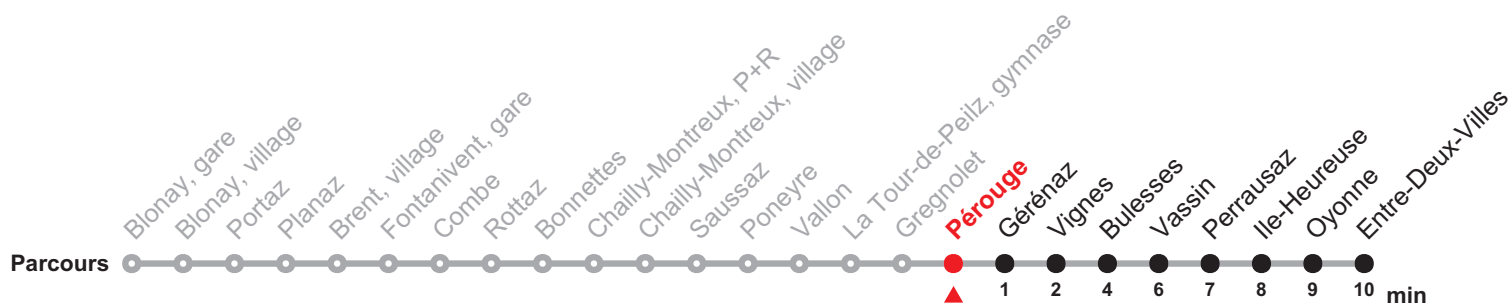 Blonay, gare
Blonay, village
Portaz
Planaz
Brent, village
Fontanivent, gare
Combe
Rottaz
Bonnettes
Chailly-Montreux, P+R
Chailly-Montreux, village
Saussaz
Poneyre
Vallon
La Tour-de-Peilz, gymnase
Gregnolet
Pérouge
Gérénaz
Vignes
Bulesses
Vassin
Perrausaz
Ile-Heureuse
Oyonne
Entre-Deux-Villes
Parcours
1 2 4 6 7 8 9 10 min